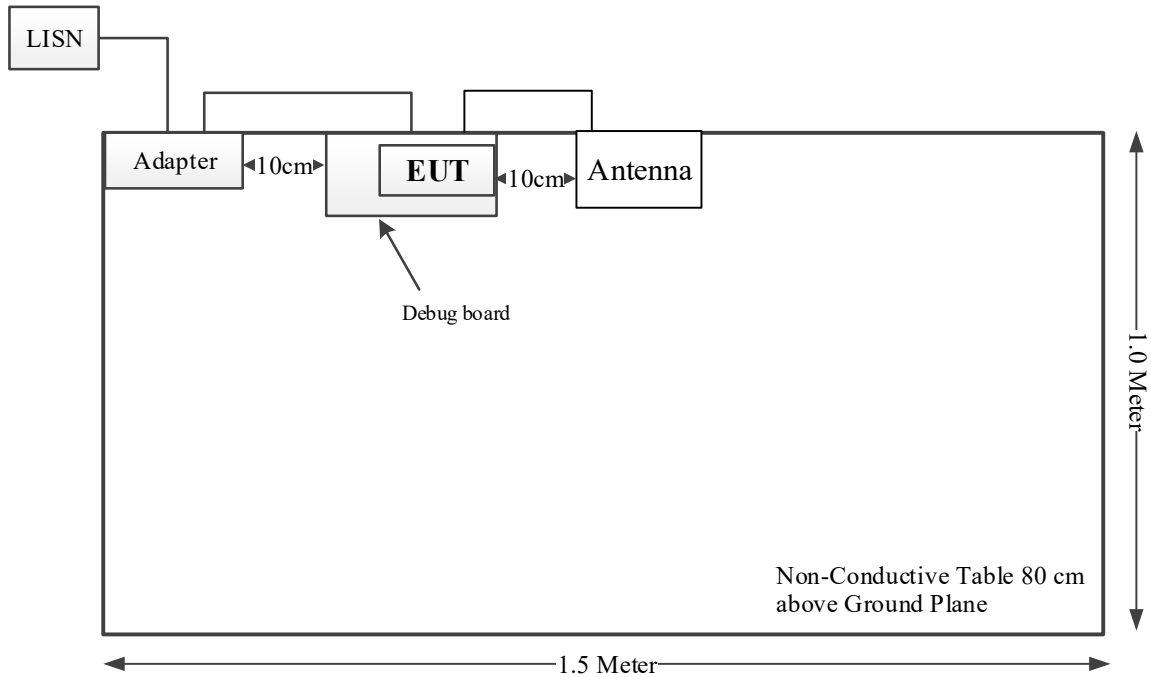 LISN
Adapter
10cm
EUT
10cm
Antenna
Debug board
1.0 Meter
Non-Conductive Table 80 cm
above Ground Plane
1.5 Meter